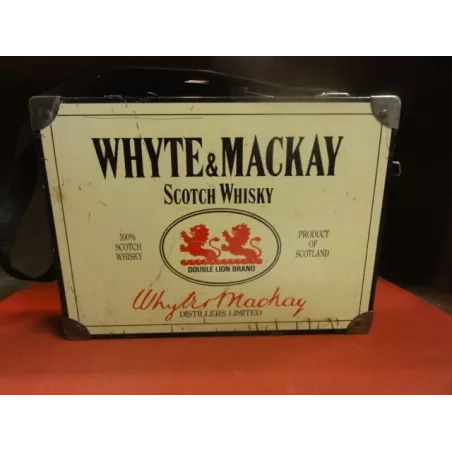 WHYTE & MACKAY
SCOTCH WHISKY
100%
SCOTCH
WHISKY
DOUBLE LION BRAND
PRODUCT
OF
SCOTLAND
Whyte & Mackay
DISTILLERS LIMITED